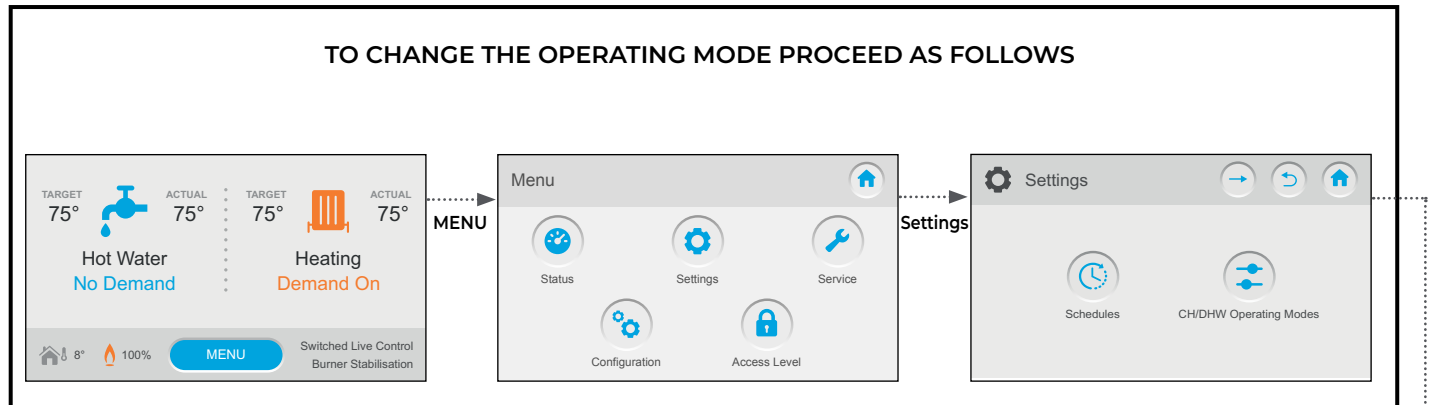 TO CHANGE THE OPERATING MODE PROCEED AS FOLLOWS
TARGET
75°
ACTUAL
75°
Hot Water
No Demand
TARGET
75°
ACTUAL
75°
Heating
Demand On
8°
100%
MENU
Switched Live Control
Burner Stabilisation
MENU
Menu
Status
Settings
Service
Configuration
Access Level
Settings
Settings
Schedules
CH/DHW Operating Modes